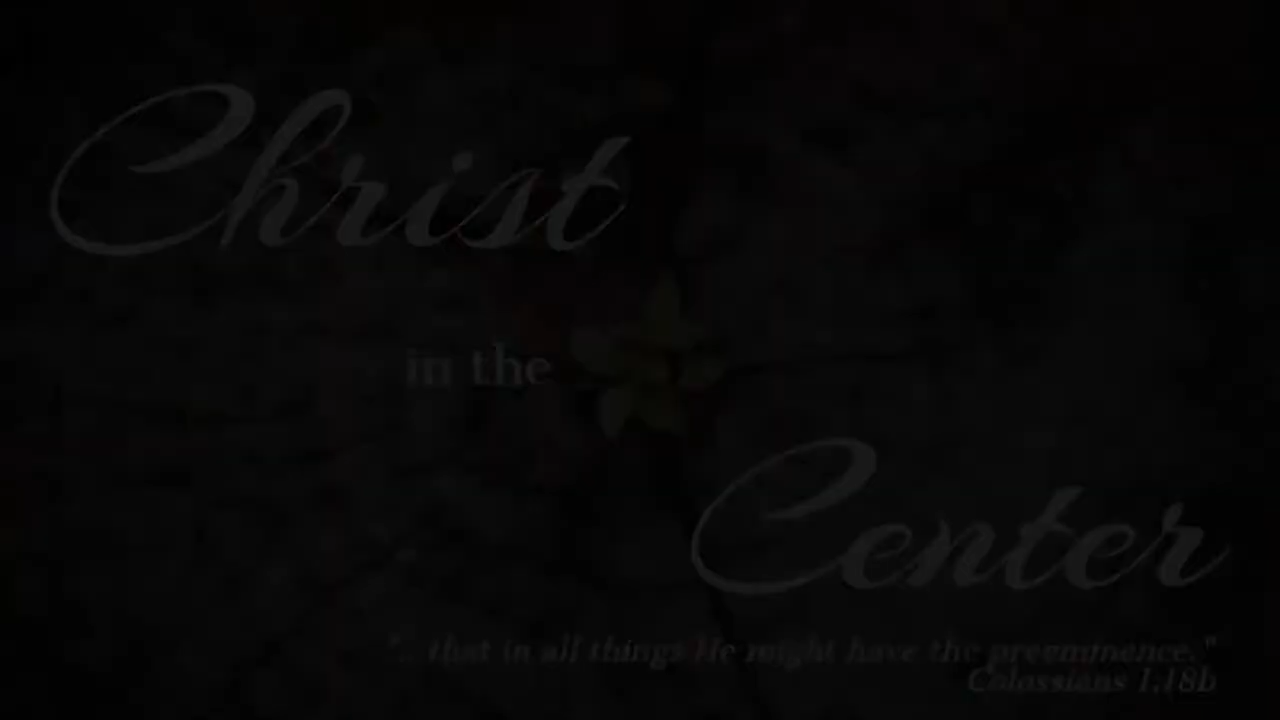 Christ
in the
Center
"...that in all things He might have the preeminence."
Colossians 1.18b